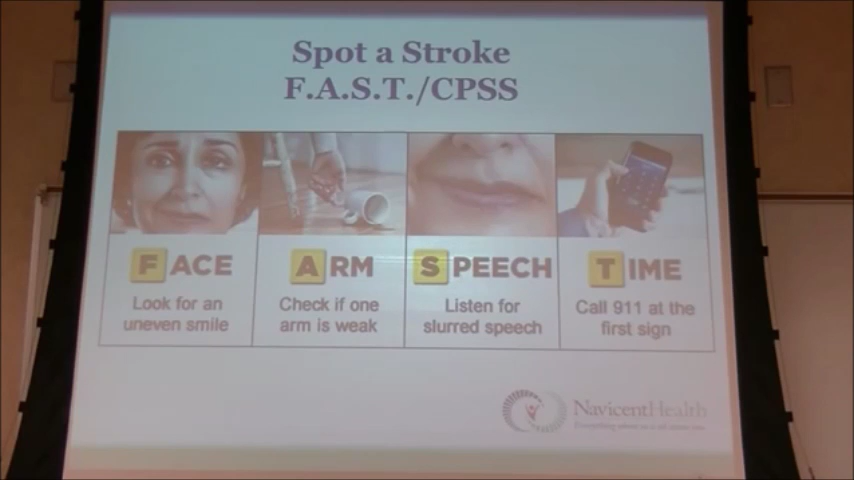 Spot a Stroke
F.A.S.T./CPSS
FACE
Look for an
uneven smile
ARM
Check if one
arm is weak
SPEECH
Listen for
slurred speech
TIME
Call 911 at the
first sign
NavicentHealth